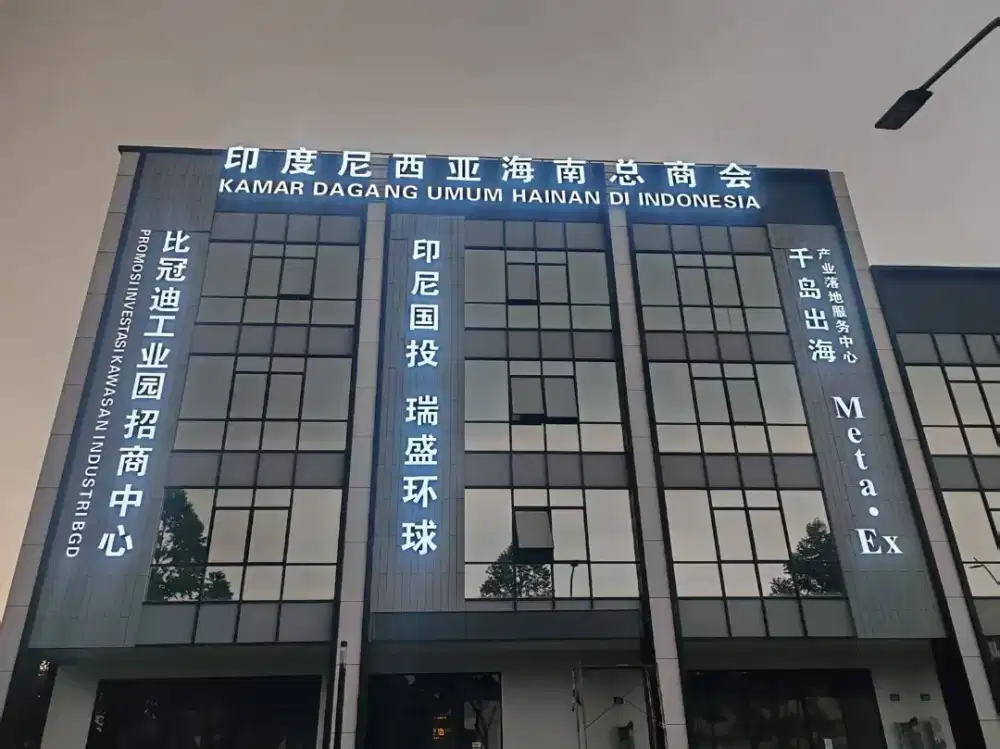 印度尼西亚海南总商会
KAMAR DAGANG UMUM HAINAN DI INDONESIA
比冠迪工业园招商中心
PROMOSI INVESTASI KAWASAN INDUSTRI BGD
印尼国投 瑞盛环球
产业落地服务中心
千岛出海 Meta·Ex